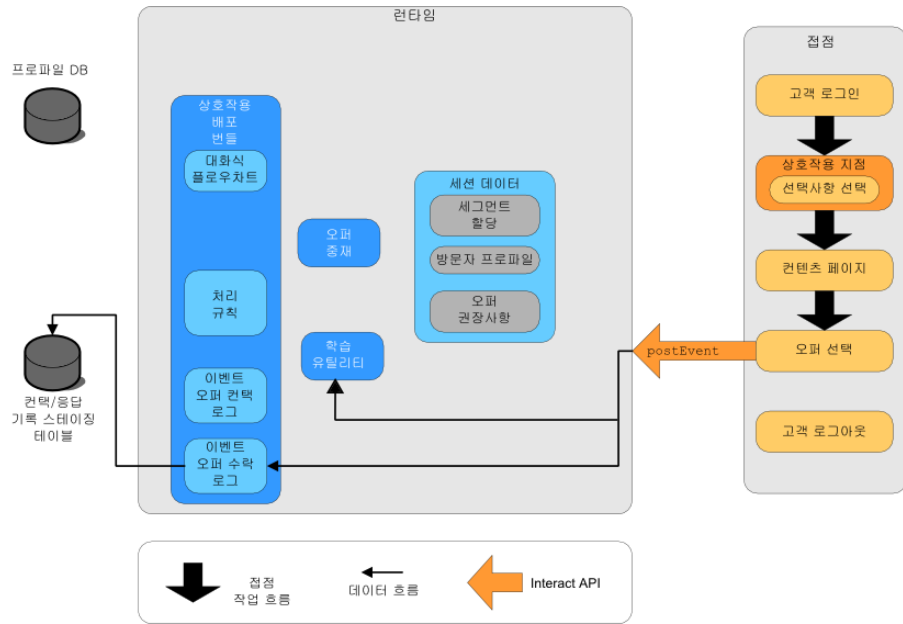 런타임
프로파일 DB
상호작용
배포
번들
대화식
플로우차트
처리
규칙
이벤트
오퍼 컨택
로그
이벤트
오퍼 수락
로그
오퍼
중재
학습
유틸리티
세션 데이터
세그먼트
할당
방문자 프로파일
오퍼
권장사항
컨택/응답
기록 스테이징
테이블
postEvent
접점
고객 로그인
상호작용 지점
선택사항 선택
컨텐츠 페이지
오퍼 선택
고객 로그아웃
접점
작업 흐름
데이터 흐름
Interact API